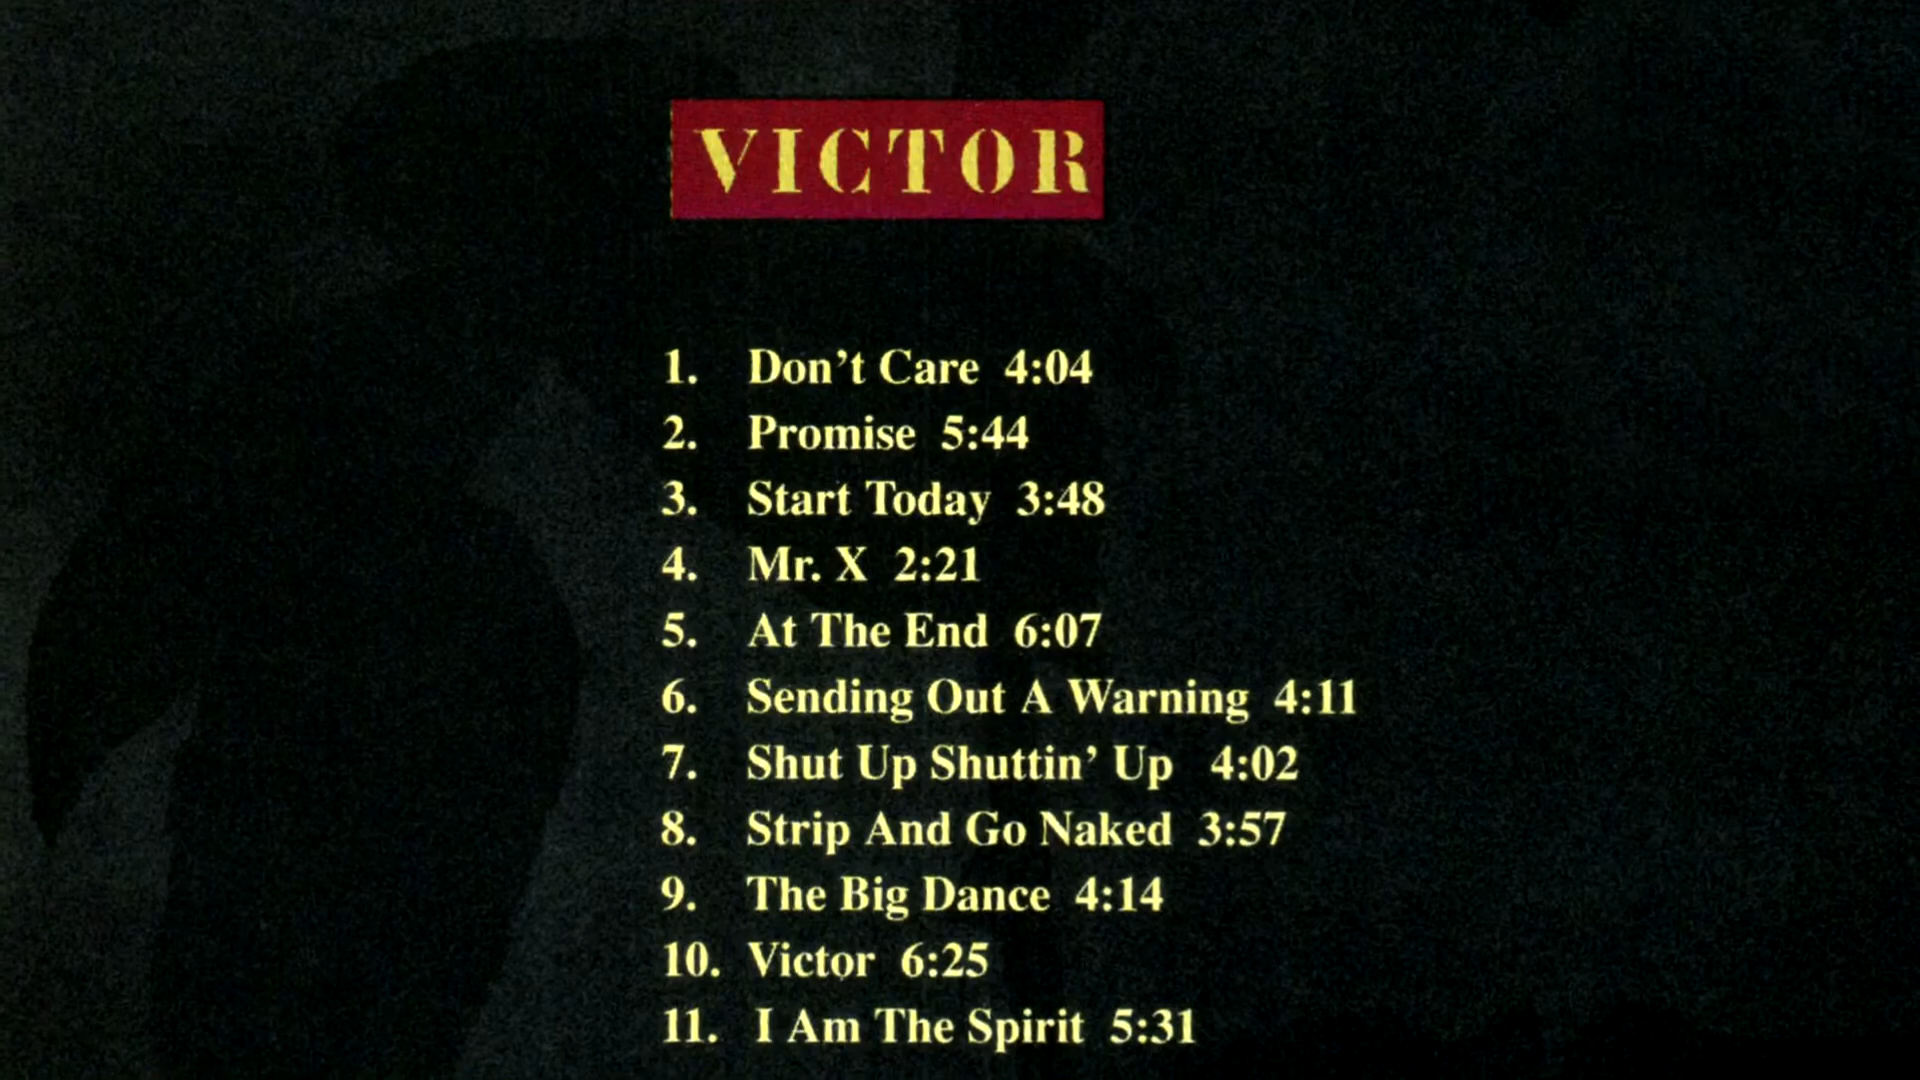 VICTOR
1. Don’t Care 4:04
2. Promise 5:44
3. Start Today 3:48
4. Mr. X 2:21
5. At The End 6:07
6. Sending Out A Warning 4:11
7. Shut Up Shuttin’ Up 4:02
8. Strip And Go Naked 3:57
9. The Big Dance 4:14
10. Victor 6:25
11. I Am The Spirit 5:31